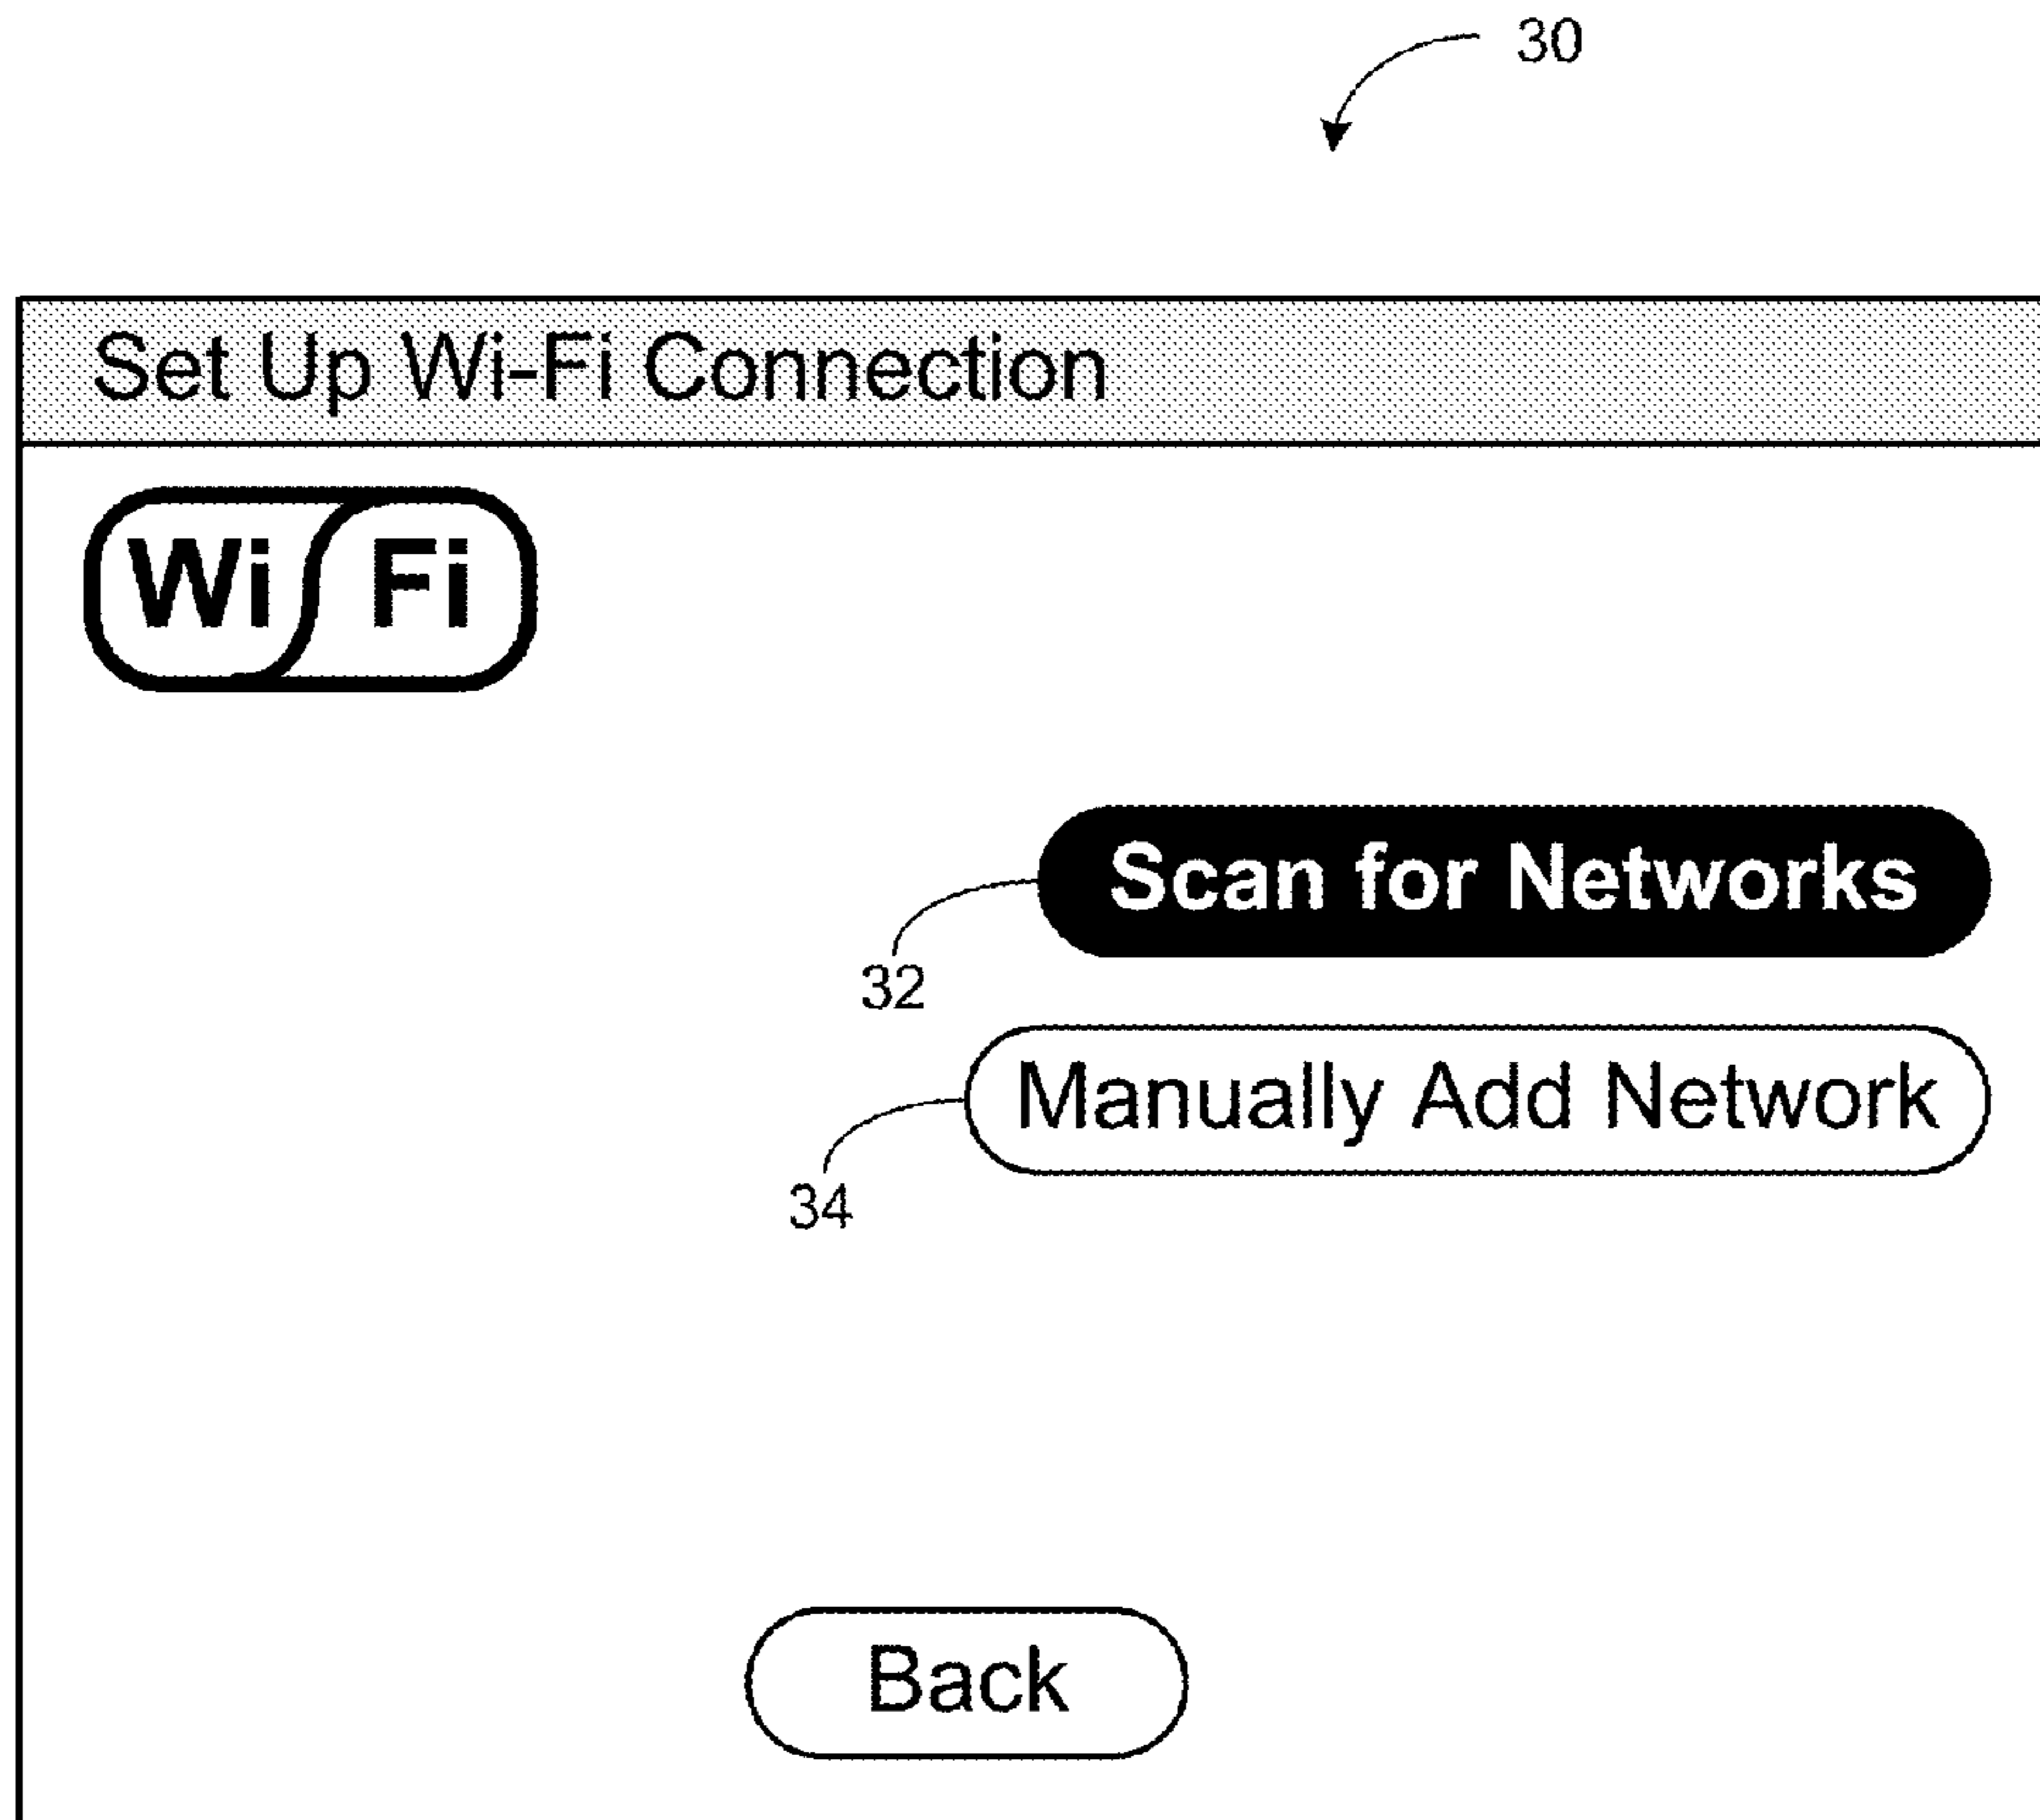 30
Set Up Wi-Fi Connection
Wi Fi
Scan for Networks
32
Manually Add Network
34
Back